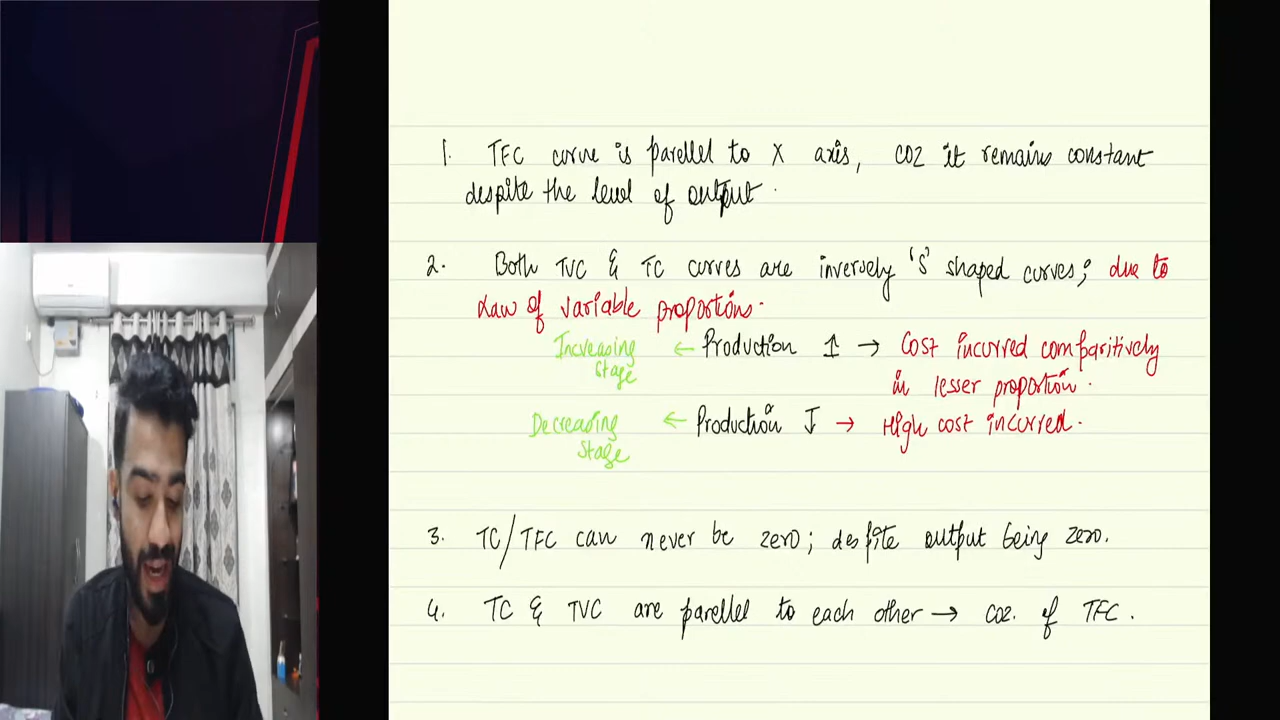 1. TFC curve is parellel to X axis, COZ it remains constant
despite the level of output.
2. Both TVC & TC curves are inversely 'S' shaped curves; due to
Law of variable proportions.
Increasing Stage ← Production ↑ → Cost incurred comparitively
in lesser proportion.
Decreasing Stage ← Production ↓ → High cost incurred.
3. TC/TFC can never be zero; despite output being zero.
4. TC & TVC are parellel to each other → COZ. of TFC.